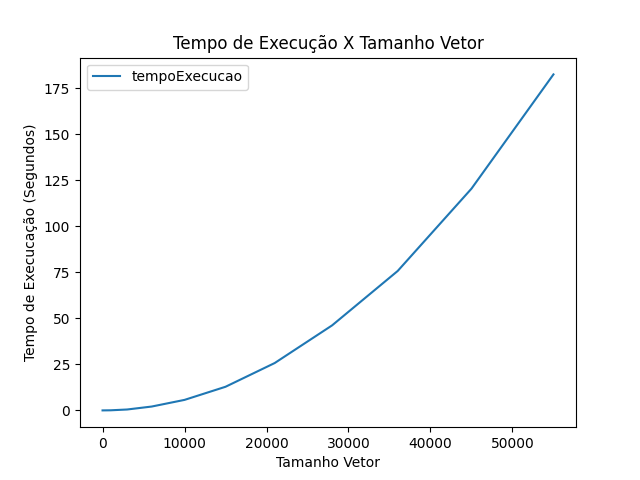 Tempo de Execução X Tamanho Vetor
tempoExecucao
175
150
125
100
75
50
25
0
Tempo de Execucação (Segundos)
0 10000 20000 30000 40000 50000
Tamanho Vetor